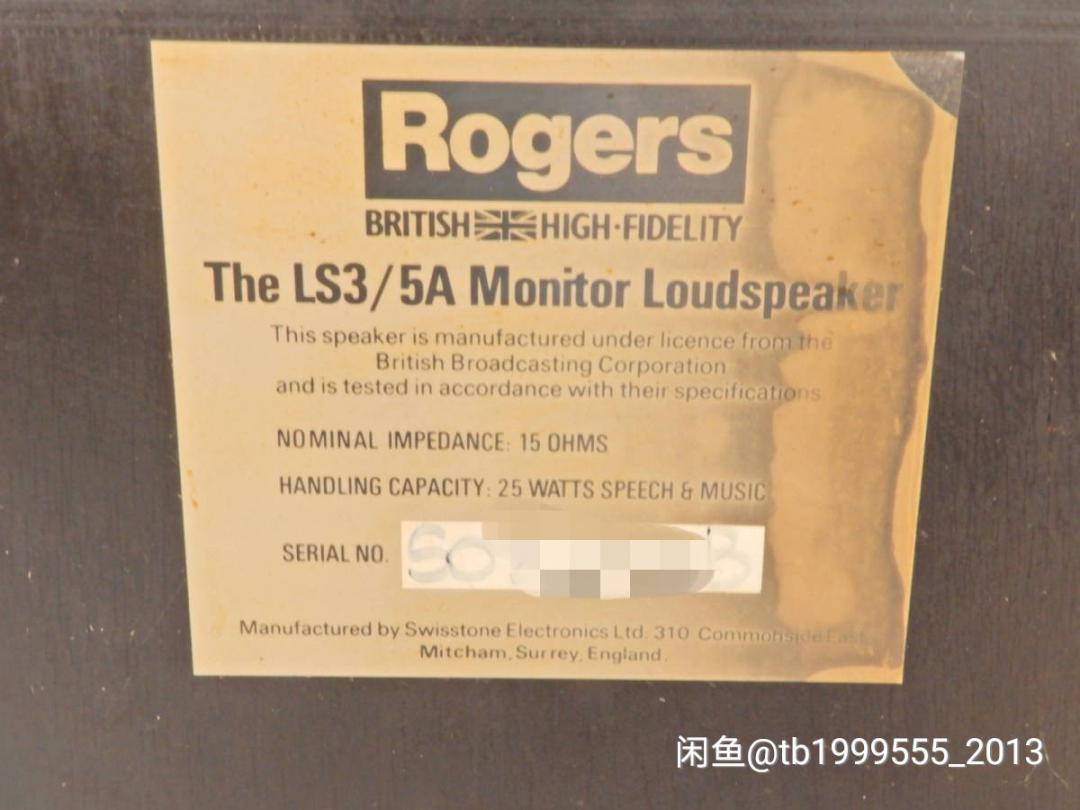 Rogers
BRITISH HIGH·FIDELITY
The LS3/5A Monitor Loudspeaker
This speaker is manufactured under licence from the
British Broadcasting Corporation
and is tested in accordance with their specifications
NOMINAL IMPEDANCE: 15 OHMS
HANDLING CAPACITY: 25 WATTS SPEECH & MUSIC
SERIAL NO.
Manufactured by Swisstone Electronics Ltd. 310 Commonside East
Mitcham, Surrey, England.
闲鱼@tb1999555_2013